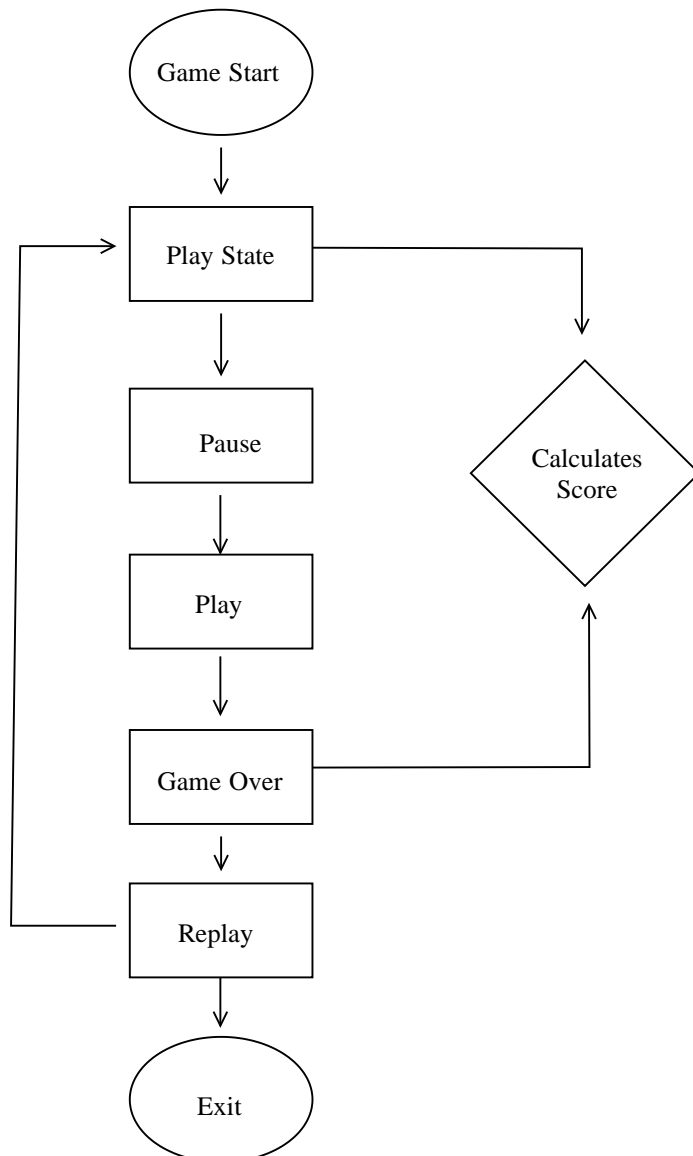 Game Start
Play State
Pause
Calculates
Score
Play
Game Over
Replay
Exit